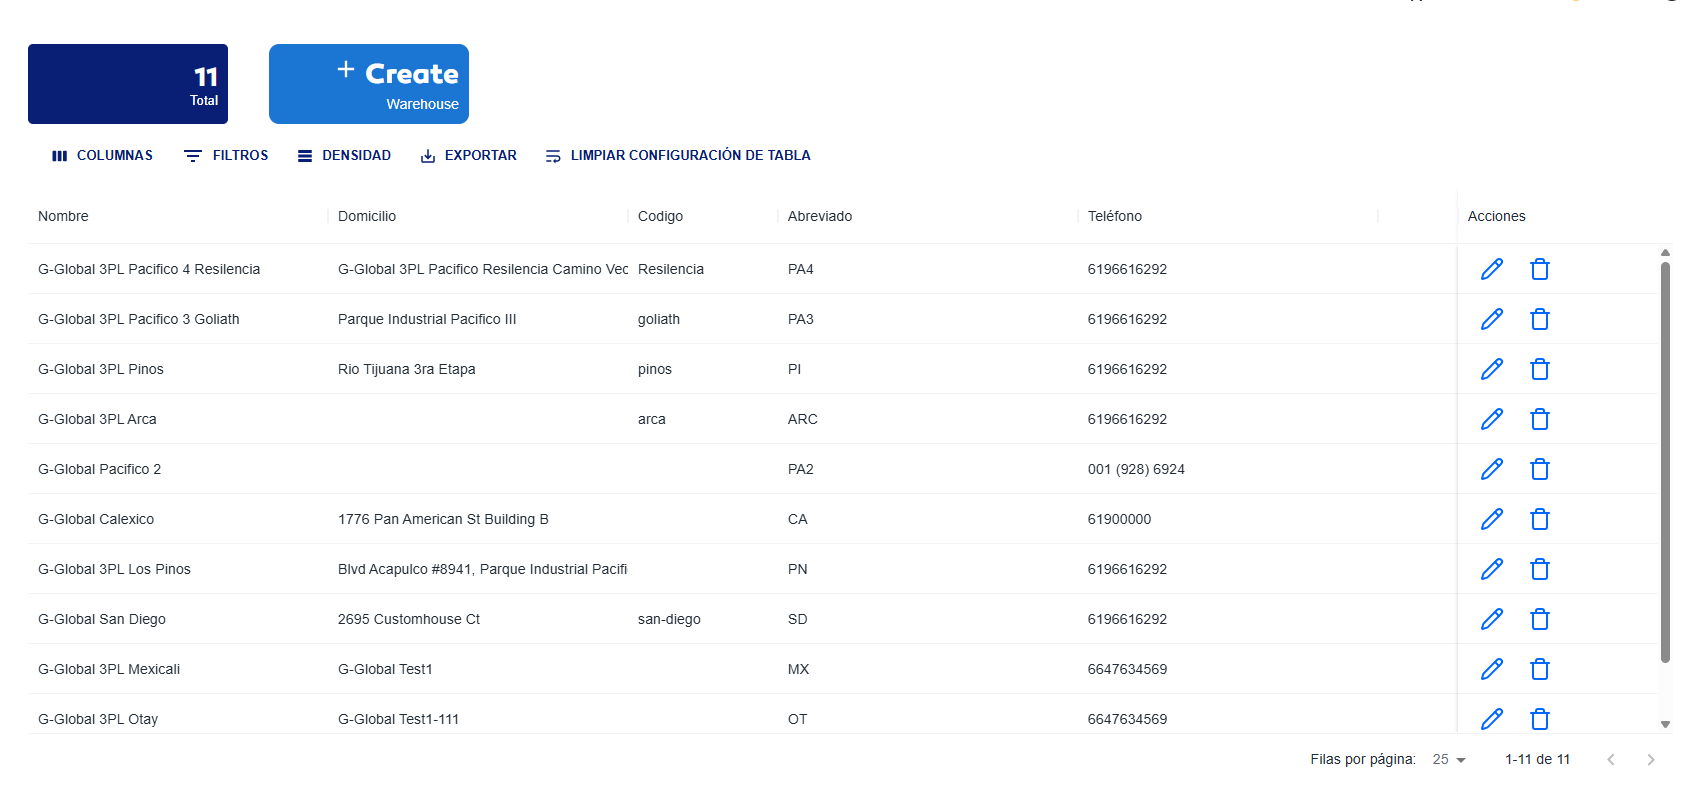 11
Total
+ Create
Warehouse
COLUMNAS FILTROS DENSIDAD EXPORTAR LIMPIAR CONFIGURACIÓN DE TABLA
Nombre Domicilio Codigo Abreviado Teléfono Acciones
G-Global 3PL Pacifico 4 Resilencia G-Global 3PL Pacifico Resilencia Camino Vec Resilencia PA4 6196616292
G-Global 3PL Pacifico 3 Goliath Parque Industrial Pacifico III goliath PA3 6196616292
G-Global 3PL Pinos Rio Tijuana 3ra Etapa pinos PI 6196616292
G-Global 3PL Arca arca ARC 6196616292
G-Global Pacifico 2 PA2 001 (928) 6924
G-Global Calexico 1776 Pan American St Building B CA 61900000
G-Global 3PL Los Pinos Blvd Acapulco #8941, Parque Industrial Pacifi PN 6196616292
G-Global San Diego 2695 Customhouse Ct san-diego SD 6196616292
G-Global 3PL Mexicali G-Global Test1 MX 6647634569
G-Global 3PL Otay G-Global Test1-111 OT 6647634569
Filas por página: 25 1-11 de 11